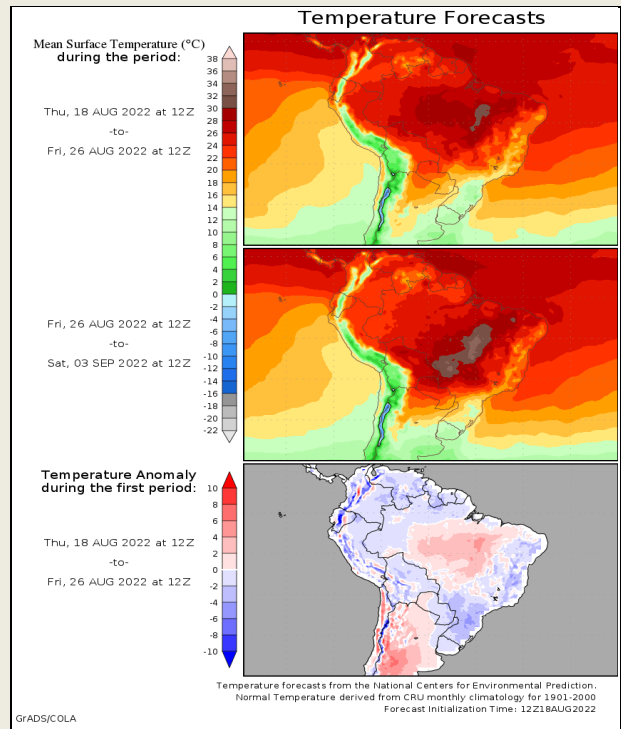 Temperature Forecasts
Mean Surface Temperature (°C)
during the period:
Thu, 18 AUG 2022 at 12Z
-to-
Fri, 26 AUG 2022 at 12Z
Fri, 26 AUG 2022 at 12Z
-to-
Sat, 03 SEP 2022 at 12Z
38
36
34
32
30
28
26
24
22
20
18
16
14
12
10
8
6
4
2
0
-2
-4
-6
-8
-10
-12
-14
-16
-18
-20
-22
Temperature Anomaly
during the first period:
Thu, 18 AUG 2022 at 12Z
-to-
Fri, 26 AUG 2022 at 12Z
10
8
6
4
2
0
-2
-4
-6
-8
-10
Temperature forecasts from the National Centers for Environmental Prediction.
Normal Temperature derived from CRU monthly climatology for 1901-2000
Forecast Initialization Time: 12Z18AUG2022
GrADS/COLA